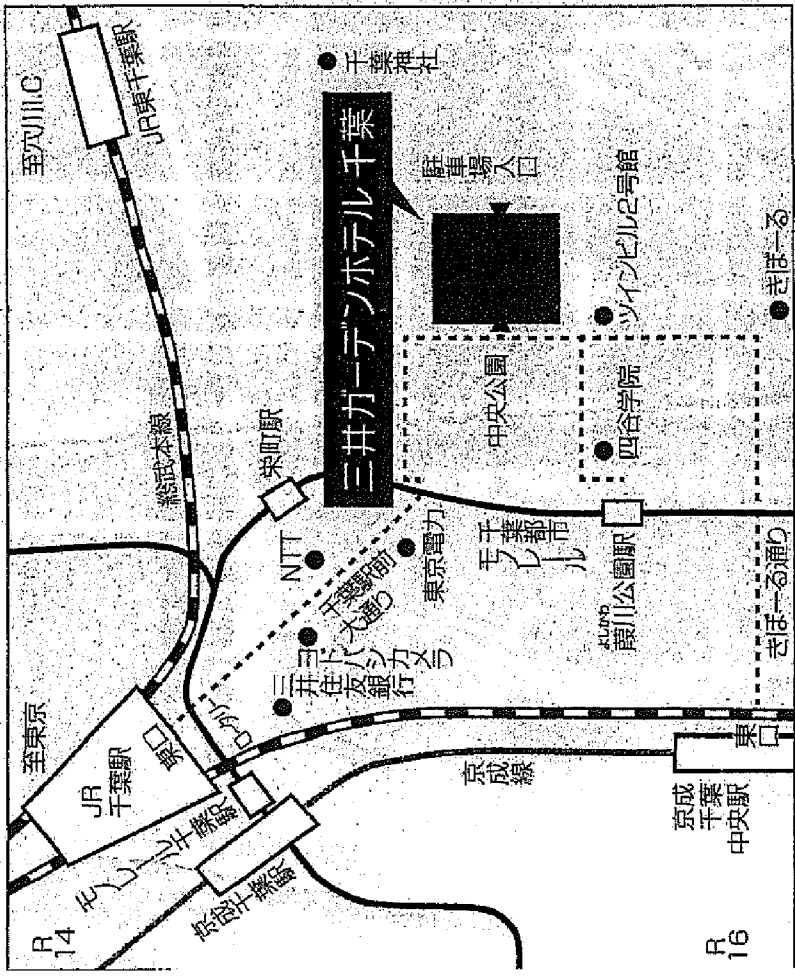 至穴川I.C
JR東千葉駅
千葉神社
三井ガーデンホテル千葉
駐車場入口
ツインビル2号館
きぼーる
総武本線
栄町駅
中央公園
四谷学院
NTT
千葉駅前
大通り
東京電力
千葉都市
モノレール
よしかわ
葭川公園駅
きぼーる通り
ヨドバシカメラ
三井住友銀行
ロータリー
至東京
東口
JR
千葉駅
モノレール千葉駅
京成千葉駅
京成線
東口
京成
千葉
中央駅
R
14
R
16